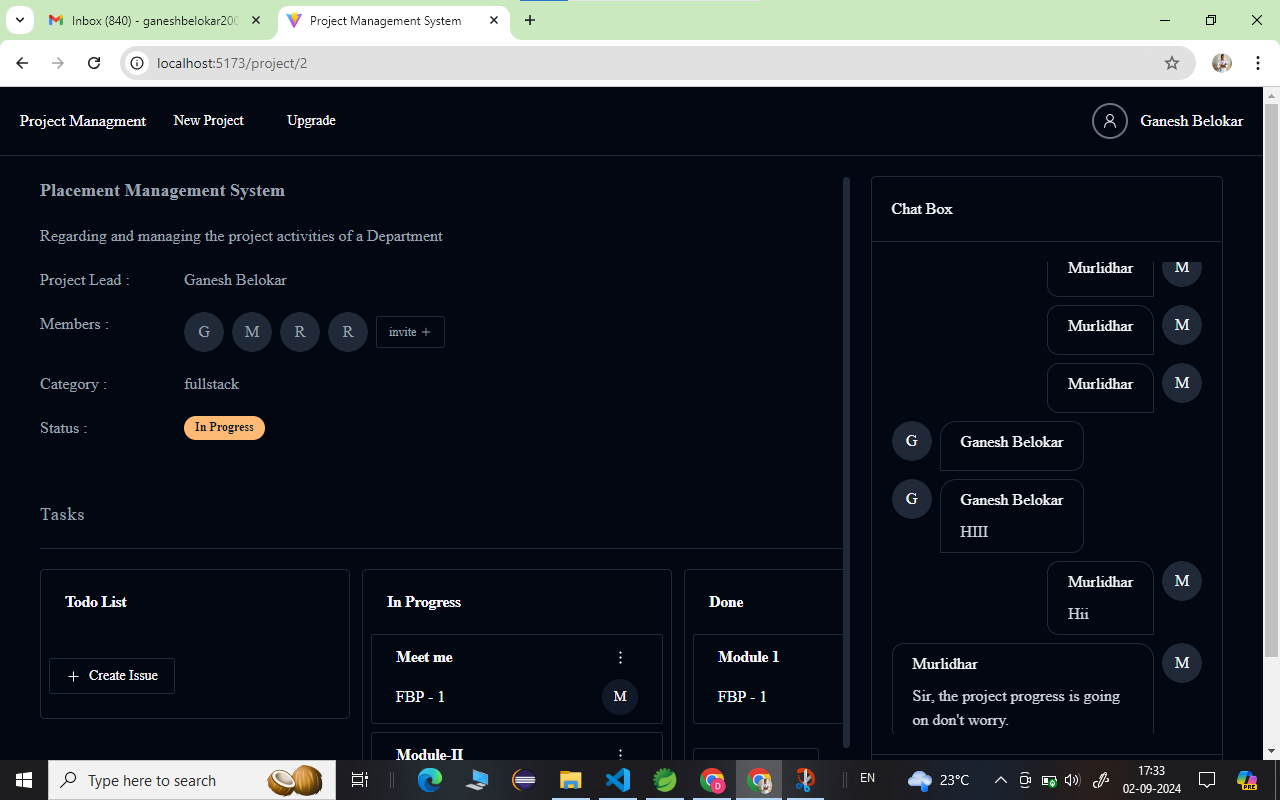 Inbox (840) - ganeshbelokar200
Project Management System
localhost:5173/project/2
Project Managment
New Project
Upgrade
Ganesh Belokar
Placement Management System
Regarding and managing the project activities of a Department
Project Lead :
Ganesh Belokar
Members :
G
M
R
R
invite +
Category :
fullstack
Status :
In Progress
Tasks
Todo List
+ Create Issue
In Progress
Meet me
FBP - 1
M
Module-II
Done
Module 1
FBP - 1
Chat Box
Murlidhar
M
Murlidhar
M
Murlidhar
M
G
Ganesh Belokar
G
Ganesh Belokar
HIII
Murlidhar
M
Hii
Murlidhar
M
Sir, the project progress is going
on don't worry.
Type here to search
D
EN
23°C
17:33
02-09-2024
PRE